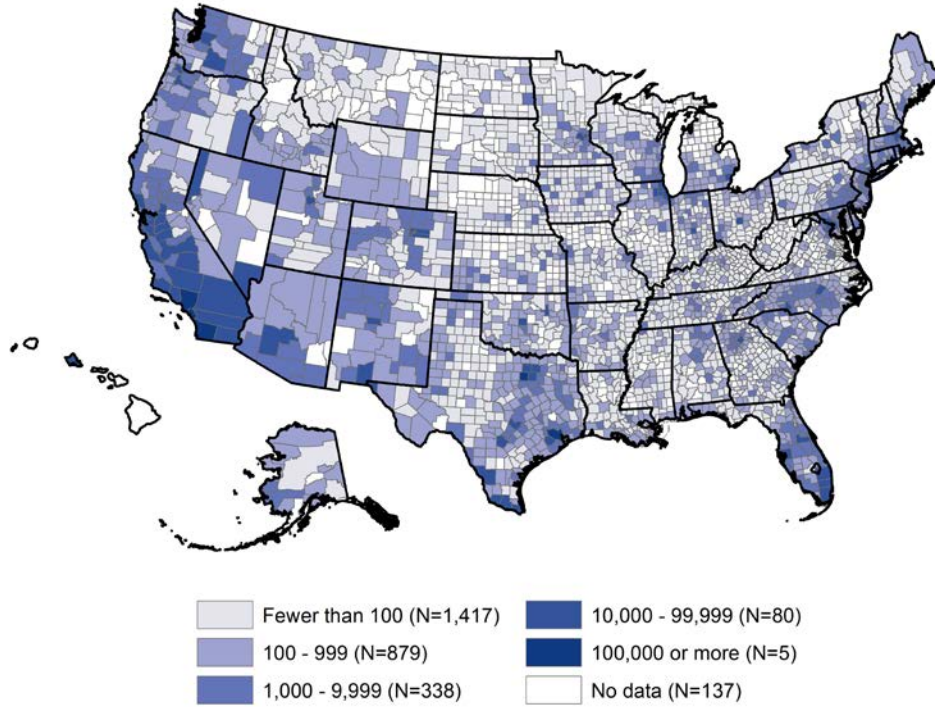 Fewer than 100 (N=1,417)
100 - 999 (N=879)
1,000 - 9,999 (N=338)
10,000 - 99,999 (N=80)
100,000 or more (N=5)
No data (N=137)